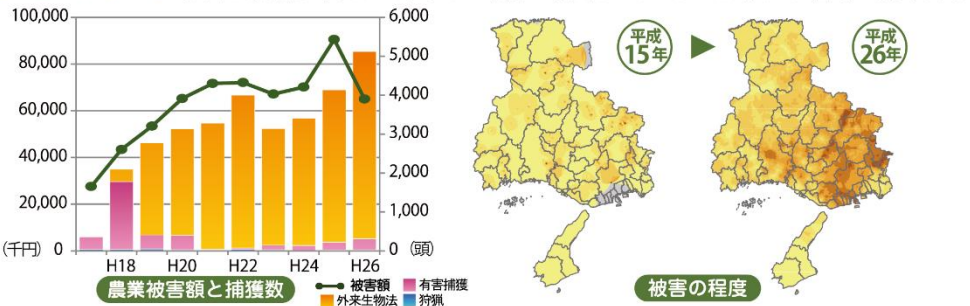 100,000
80,000
60,000
40,000
20,000
(千円) 0
6,000
5,000
4,000
3,000
2,000
1,000
0 (頭)
H18 H20 H22 H24 H26
農業被害額と捕獲数
被害額 有害捕獲
外来生物法 狩猟
平成
15年
平成
26年
被害の程度